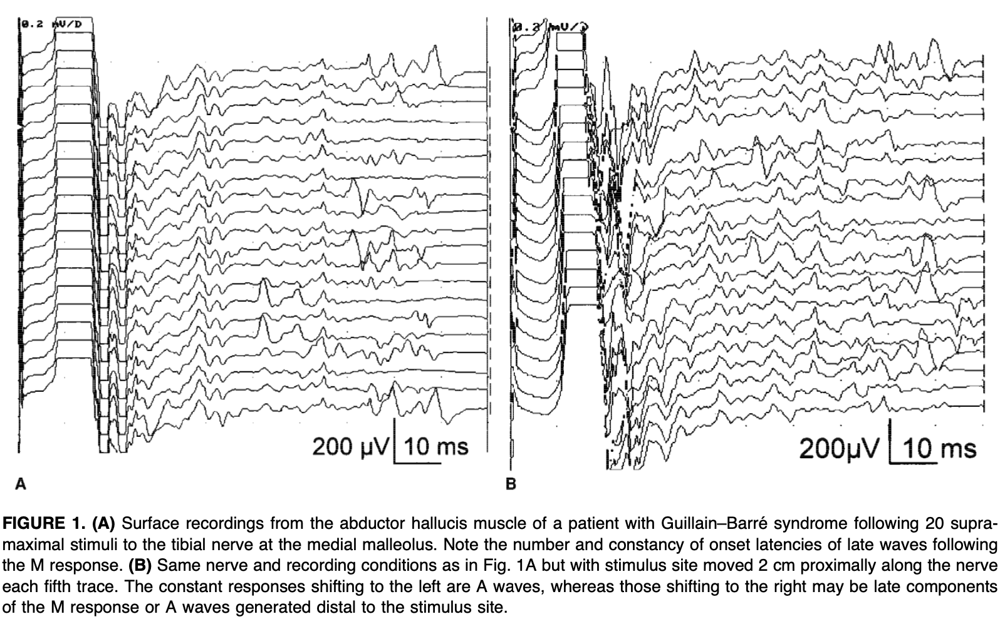 0.2 mV/D
200 µV 10 ms
A
200µV 10 ms
B
FIGURE 1. (A) Surface recordings from the abductor hallucis muscle of a patient with Guillain–Barré syndrome following 20 supra-
maximal stimuli to the tibial nerve at the medial malleolus. Note the number and constancy of onset latencies of late waves following
the M response. (B) Same nerve and recording conditions as in Fig. 1A but with stimulus site moved 2 cm proximally along the nerve
each fifth trace. The constant responses shifting to the left are A waves, whereas those shifting to the right may be late components
of the M response or A waves generated distal to the stimulus site.